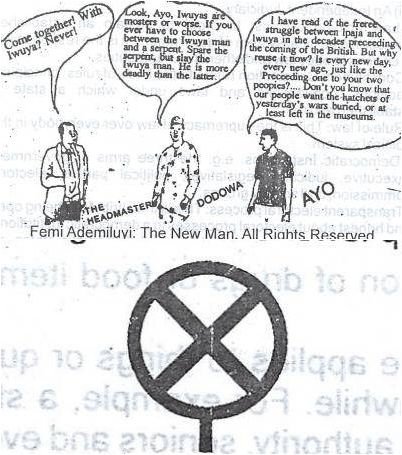 Come together! With
Iwuya? Never!
Look, Ayo, Iwuyas are
mosters or worse. If you
ever have to choose
between the Iwuya man
and a serpent. Spare the
serpent, but slay the
Iwuya man. He is more
deadly than the latter.
I have read of the freree
struggle between Ipaja and
Iwuya in the decades preceeding
the coming of the British. But why
reuse it now? Is every new day,
every new age, just like the
Preceeding one to your two
poopies?.... Don't you know that
our people want the hatchets of
yesterday's wars buried, or at
least left in the museums.
THE
HEADMASTER
DODOWA
AYO
Femi Ademiluvi: The New Man. All Rights Reserved